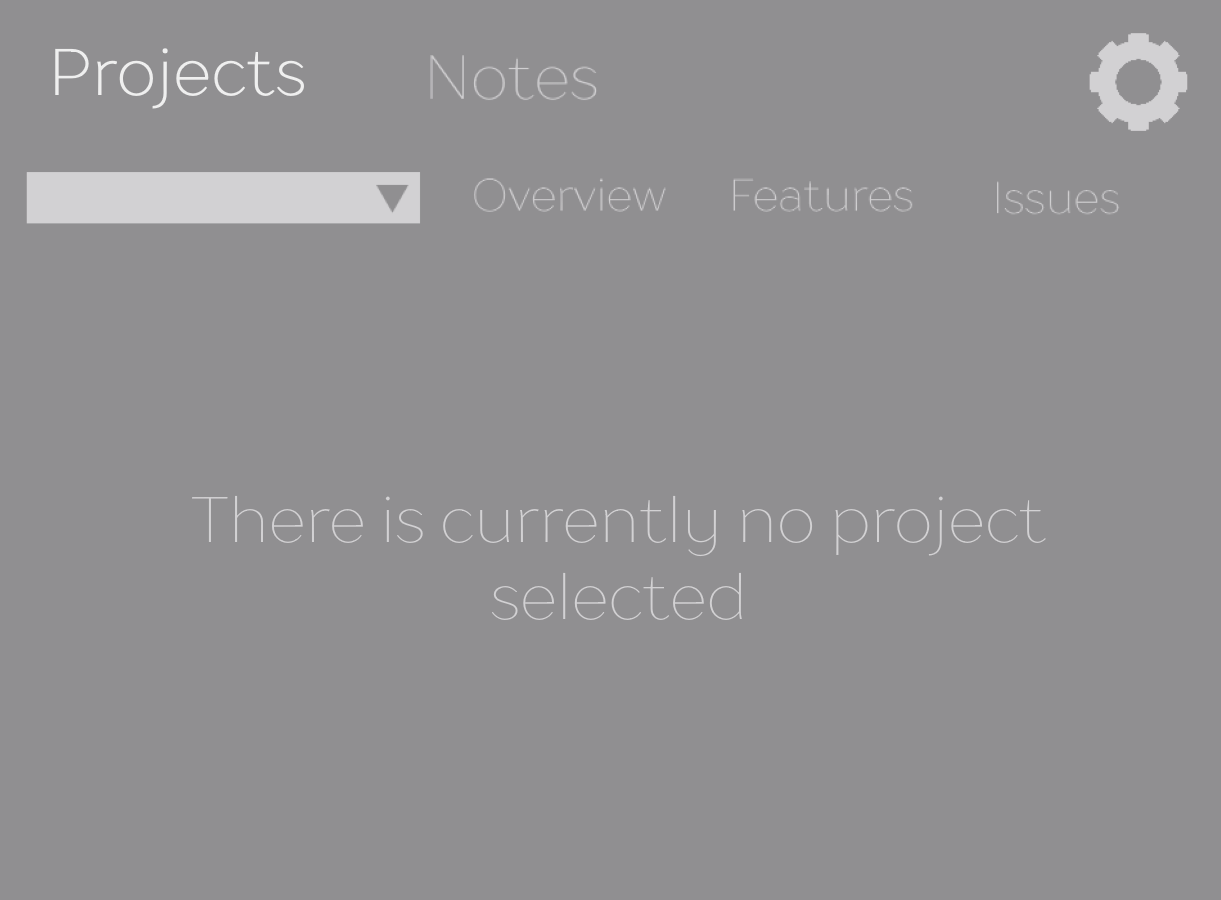 Projects Notes
Overview Features Issues
There is currently no project
selected